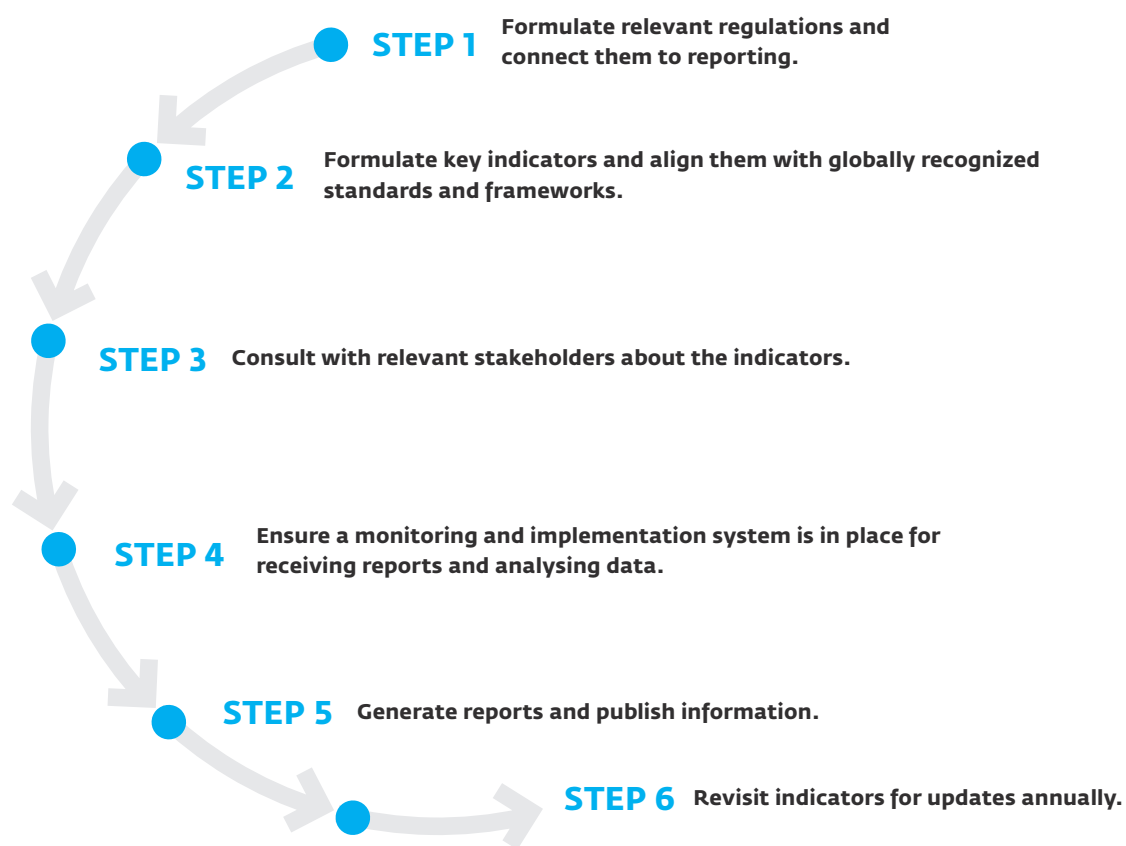 STEP 1
Formulate relevant regulations and
connect them to reporting.
STEP 2
Formulate key indicators and align them with globally recognized
standards and frameworks.
STEP 3 Consult with relevant stakeholders about the indicators.
STEP 4
Ensure a monitoring and implementation system is in place for
receiving reports and analysing data.
STEP 5 Generate reports and publish information.
STEP 6 Revisit indicators for updates annually.